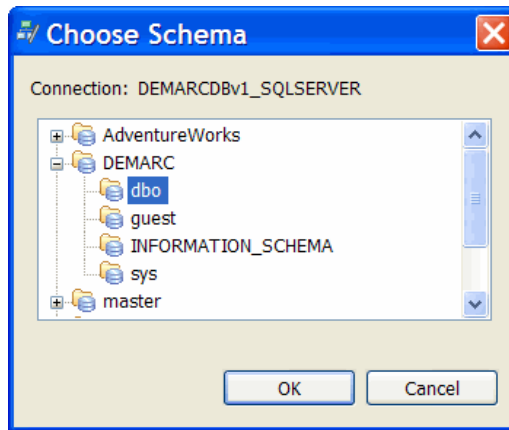 Choose Schema
Connection: DEMARCDBv1_SQLSERVER
AdventureWorks
DEMARC
dbo
guest
INFORMATION_SCHEMA
sys
master
OK Cancel